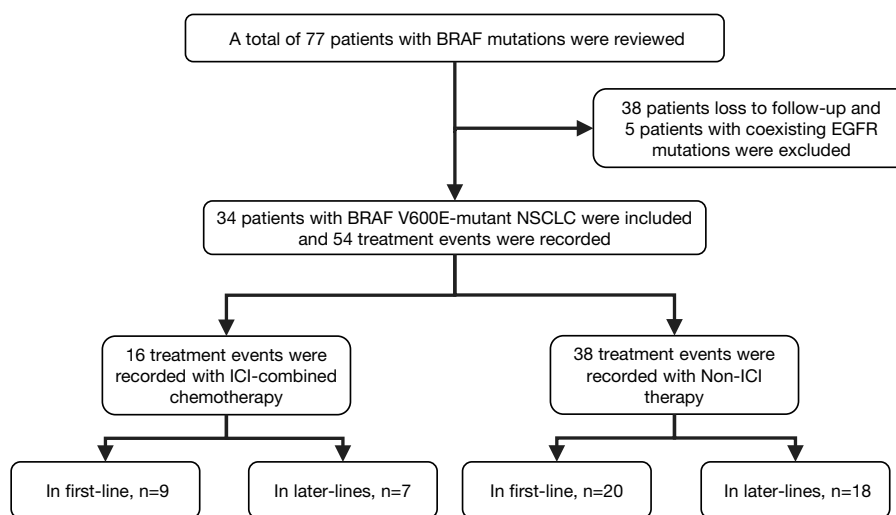 A total of 77 patients with BRAF mutations were reviewed
38 patients loss to follow-up and
5 patients with coexisting EGFR
mutations were excluded
34 patients with BRAF V600E-mutant NSCLC were included
and 54 treatment events were recorded
16 treatment events were
recorded with ICI-combined
chemotherapy
38 treatment events were
recorded with Non-ICI
therapy
In first-line, n=9
In later-lines, n=7
In first-line, n=20
In later-lines, n=18